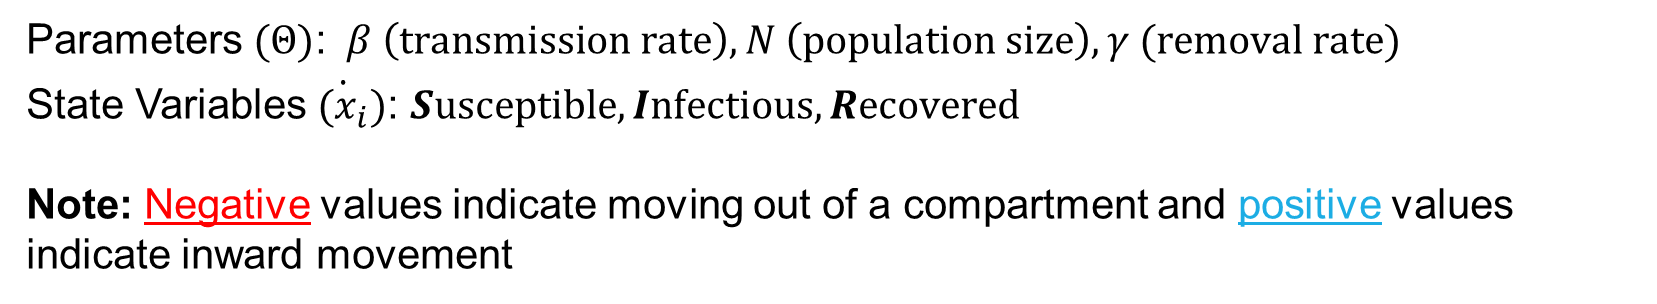 Parameters (Θ): β (transmission rate), N (population size), γ (removal rate)
State Variables (ẋᵢ): Susceptible, Infectious, Recovered
Note: Negative values indicate moving out of a compartment and positive values
indicate inward movement